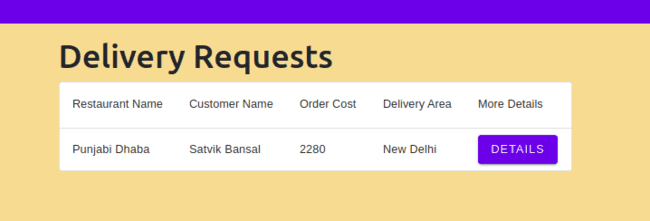 Delivery Requests
Restaurant Name Customer Name Order Cost Delivery Area More Details
Punjabi Dhaba Satvik Bansal 2280 New Delhi DETAILS